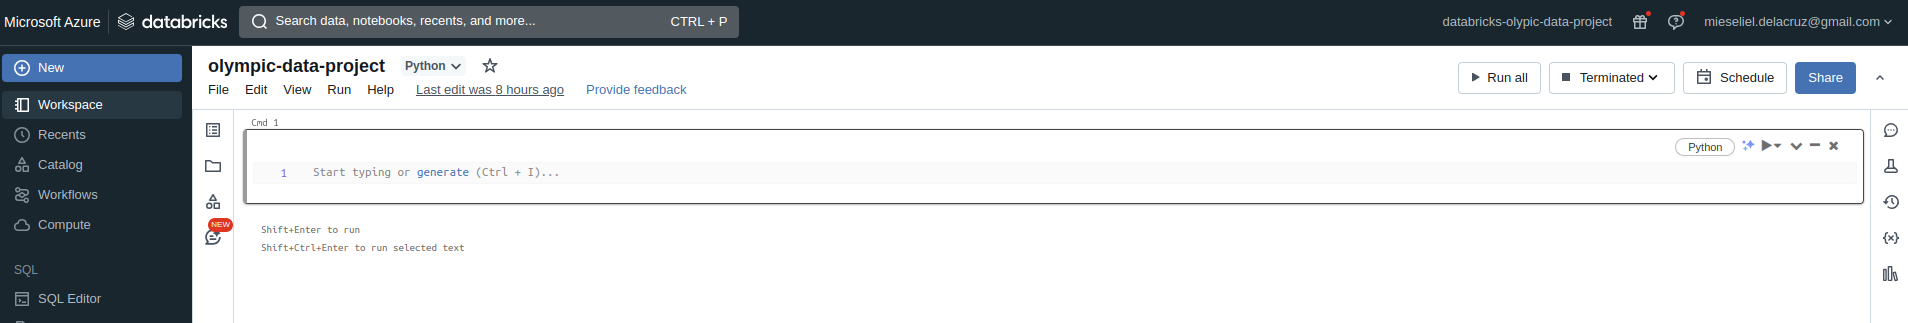 Microsoft Azure databricks Search data, notebooks, recents, and more... CTRL + P databricks-olypic-data-project mieseliel.delacruz@gmail.com
New
Workspace
Recents
Catalog
Workflows
Compute
SQL
SQL Editor
olympic-data-project Python
File Edit View Run Help Last edit was 8 hours ago Provide feedback
Run all Terminated Schedule Share
NEW
Cmd 1
Python
1 Start typing or generate (Ctrl + I)...
Shift+Enter to run
Shift+Ctrl+Enter to run selected text